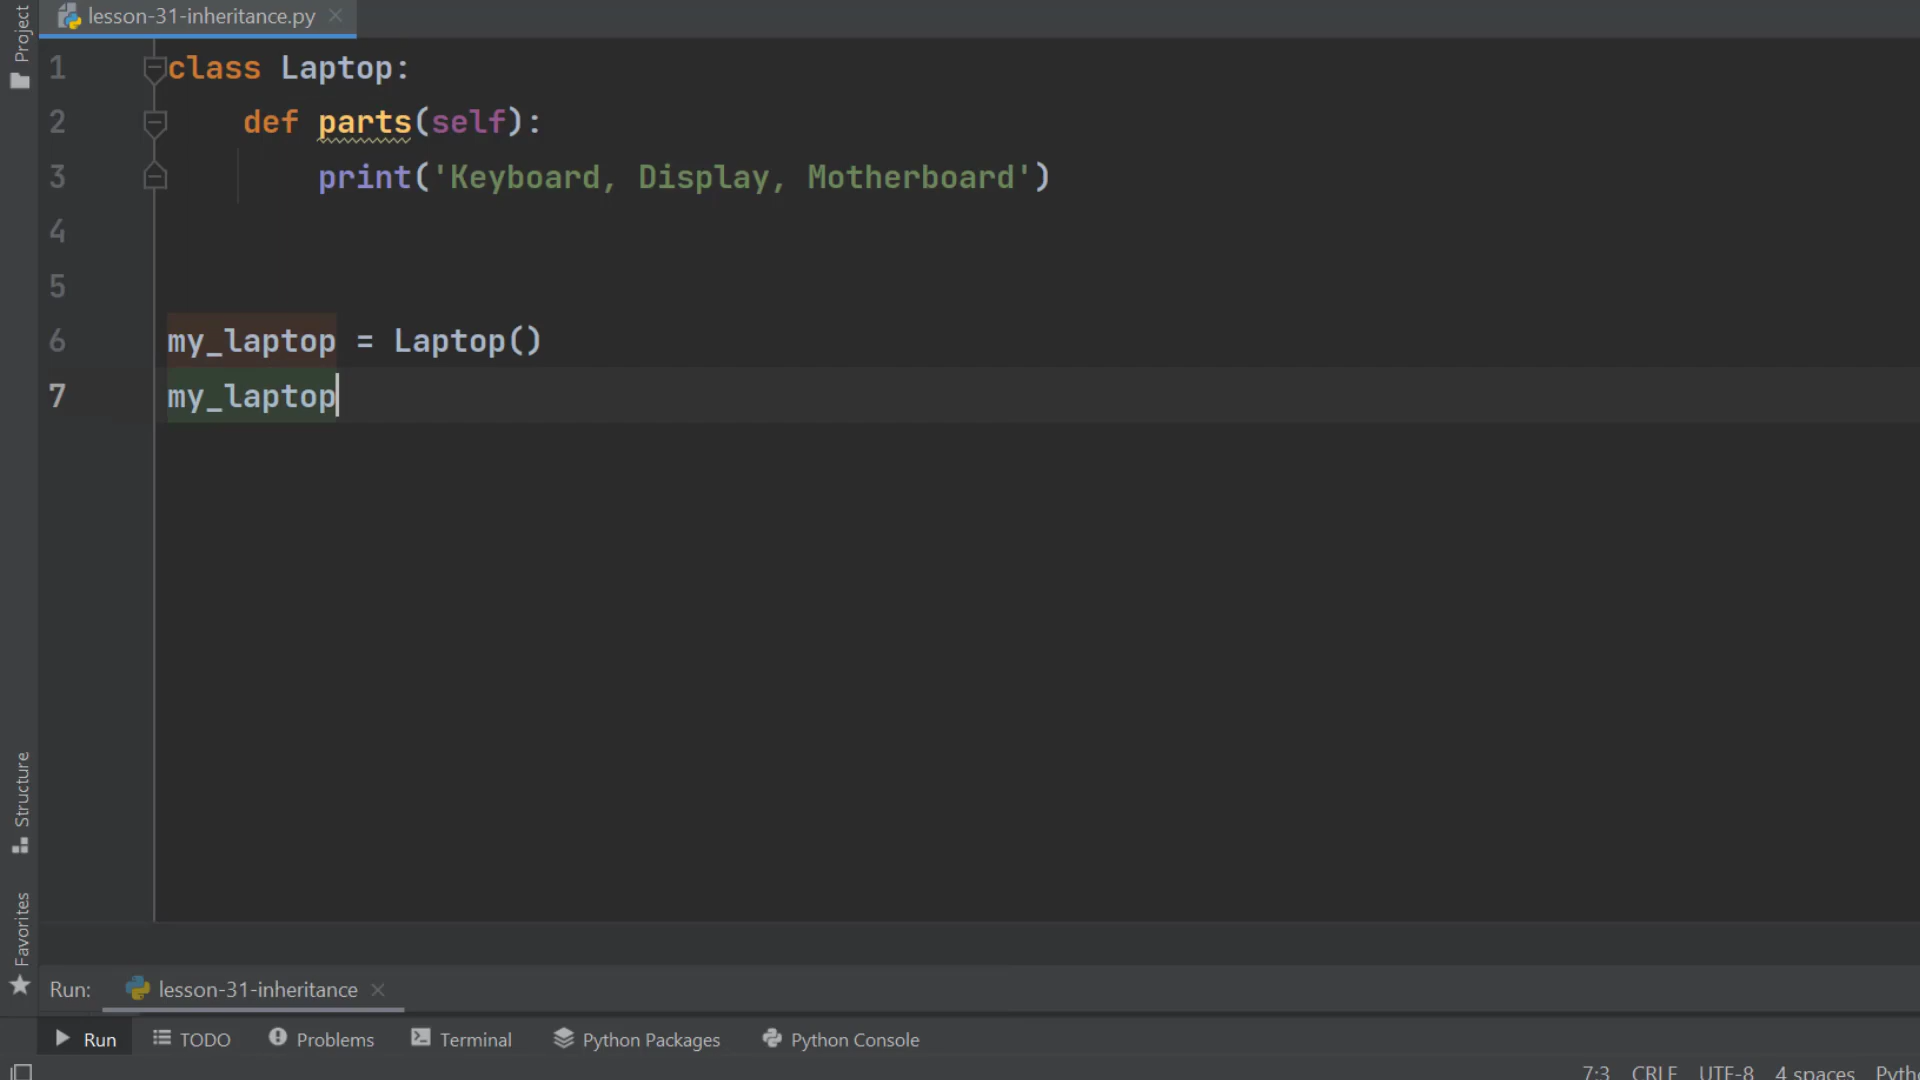 Project
lesson-31-inheritance.py
1 class Laptop:
2 def parts(self):
3 print('Keyboard, Display, Motherboard')
4
5
6 my_laptop = Laptop()
7 my_laptop
Structure
Favorites
Run: lesson-31-inheritance
Run TODO Problems Terminal Python Packages Python Console
7:3 CRLF UTF-8 4 spaces Pytho